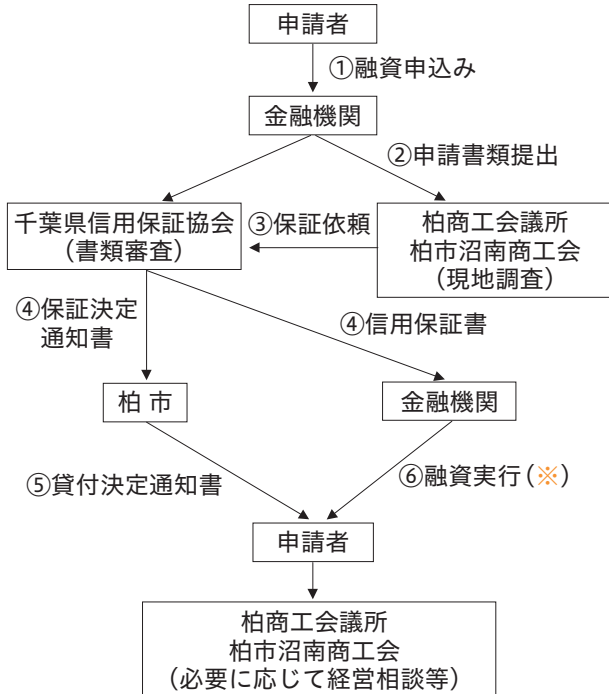 申請者
①融資申込み
金融機関
②申請書類提出
千葉県信用保証協会
(書類審査)
③保証依頼
柏商工会議所
柏市沼南商工会
(現地調査)
④保証決定
通知書
④信用保証書
柏 市
金融機関
⑤貸付決定通知書
⑥融資実行(※)
申請者
柏商工会議所
柏市沼南商工会
(必要に応じて経営相談等)